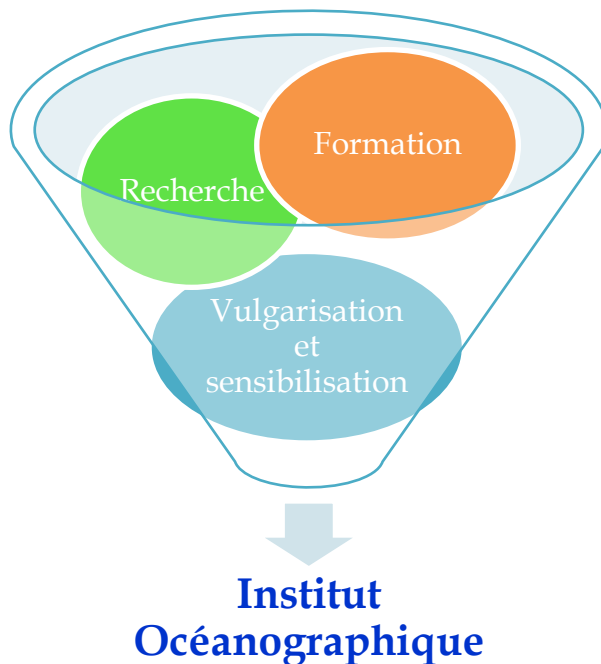 Formation
Recherche
Vulgarisation
et
sensibilisation
Institut
Océanographique